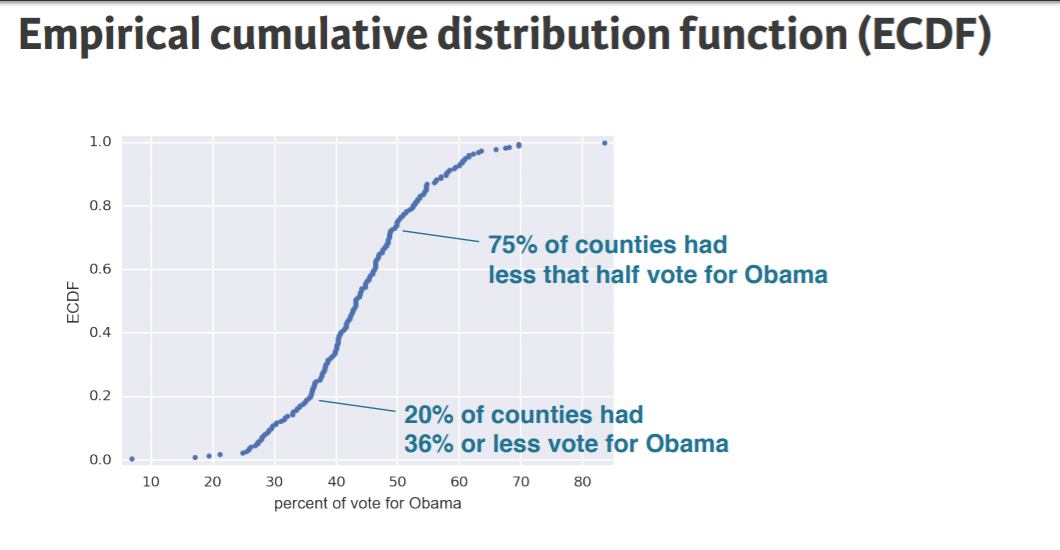 Empirical cumulative distribution function (ECDF)
1.0
0.8
0.6
0.4
0.2
0.0
ECDF
75% of counties had
less that half vote for Obama
20% of counties had
36% or less vote for Obama
10 20 30 40 50 60 70 80
percent of vote for Obama